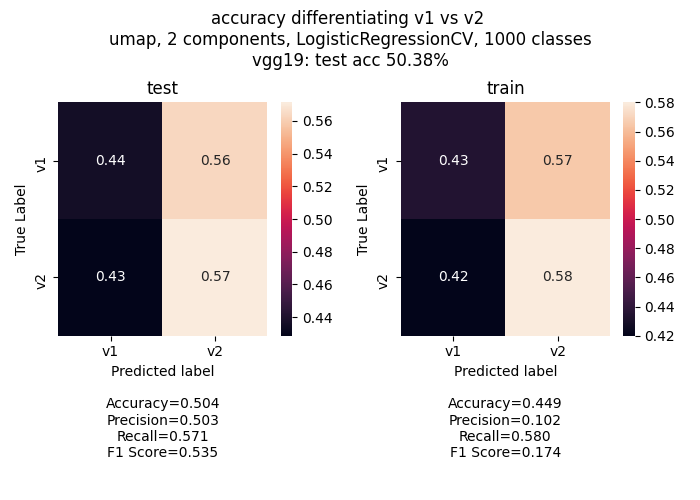 accuracy differentiating v1 vs v2
umap, 2 components, LogisticRegressionCV, 1000 classes
vgg19: test acc 50.38%
test
True Label
v1
v2
0.44
0.56
0.43
0.57
v1
v2
Predicted label
0.56
0.54
0.52
0.50
0.48
0.46
0.44
Accuracy=0.504
Precision=0.503
Recall=0.571
F1 Score=0.535
train
True Label
v1
v2
0.43
0.57
0.42
0.58
v1
v2
Predicted label
0.58
0.56
0.54
0.52
0.50
0.48
0.46
0.44
0.42
Accuracy=0.449
Precision=0.102
Recall=0.580
F1 Score=0.174